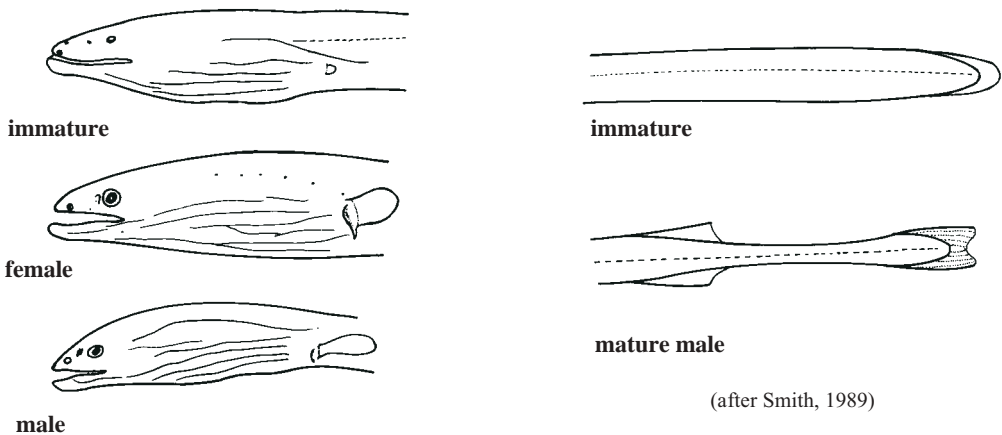 immature
female
male
immature
mature male
(after Smith, 1989)